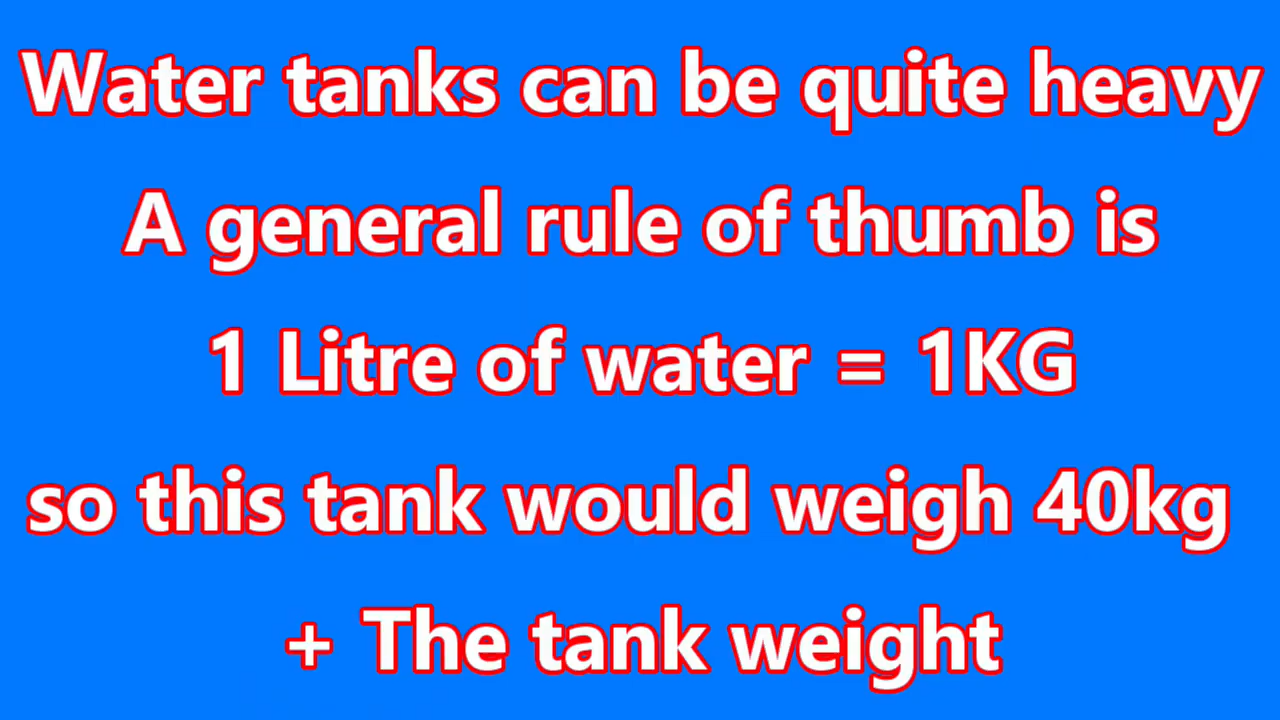 Water tanks can be quite heavy
A general rule of thumb is
1 Litre of water = 1KG
so this tank would weigh 40kg
+ The tank weight